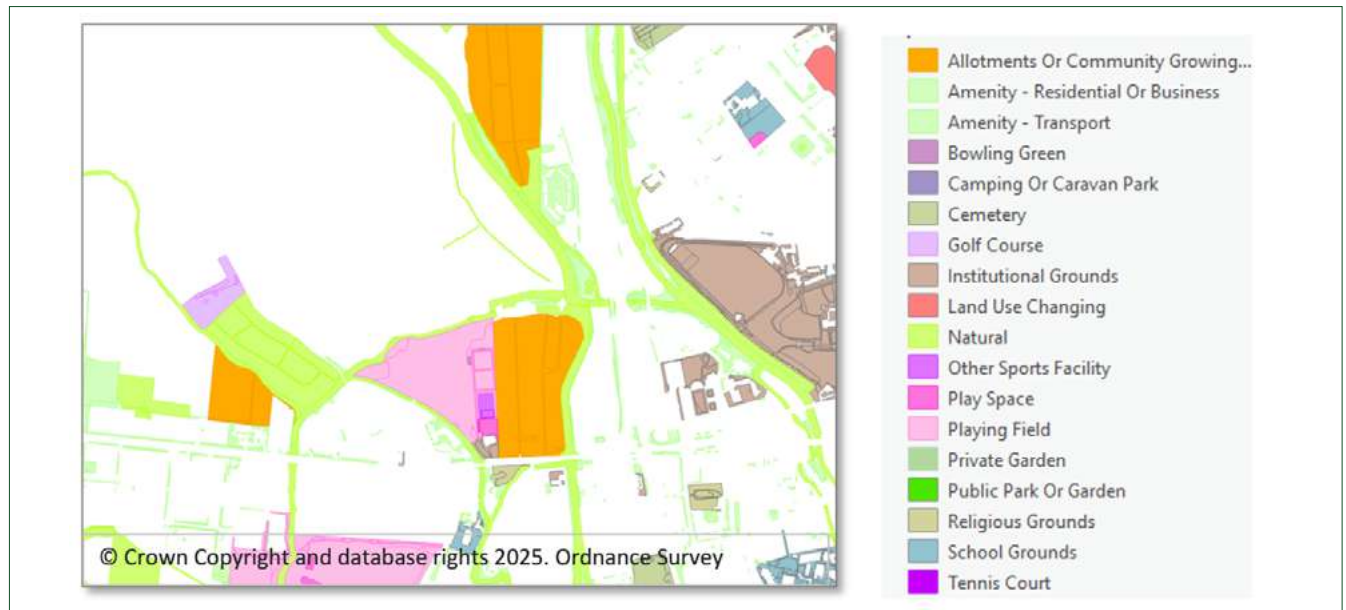 Allotments Or Community Growing...
Amenity - Residential Or Business
Amenity - Transport
Bowling Green
Camping Or Caravan Park
Cemetery
Golf Course
Institutional Grounds
Land Use Changing
Natural
Other Sports Facility
Play Space
Playing Field
Private Garden
Public Park Or Garden
Religious Grounds
School Grounds
Tennis Court
© Crown Copyright and database rights 2025. Ordnance Survey